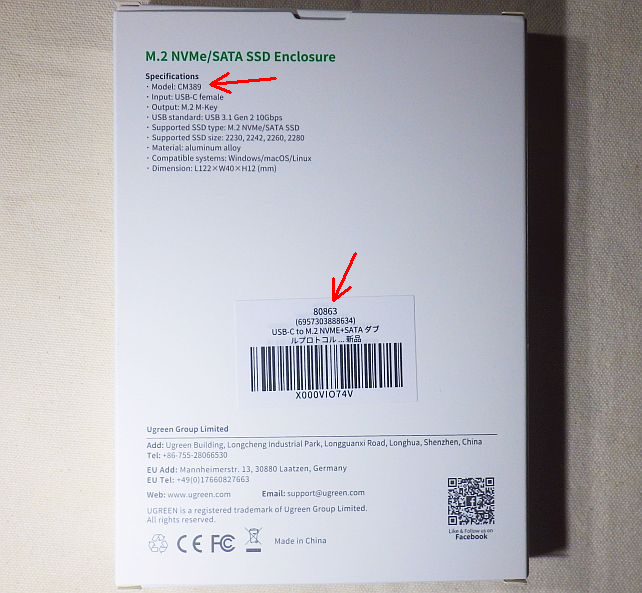 M.2 NVMe/SATA SSD Enclosure
Specifications
· Model: CM389
· Input: USB-C female
· Output: M.2 M-Key
· USB standard: USB 3.1 Gen 2 10Gbps
· Supported SSD type: M.2 NVMe/SATA SSD
· Supported SSD size: 2230, 2242, 2260, 2280
· Material: aluminum alloy
· Compatible systems: Windows/macOS/Linux
· Dimension: L122×W40×H12 (mm)
80863
(6957303888634)
USB-C to M.2 NVME+SATA ダブ
ルプロトコル ... 新品
X000VIO74V
Ugreen Group Limited
Add: Ugreen Building, Longcheng Industrial Park, Longguanxi Road, Longhua, Shenzhen, China
Tel: +86-755-28066530
EU Add: Mannheimerstr. 13, 30880 Laatzen, Germany
EU Tel: +49(0)17660827663
Web: www.ugreen.com Email: support@ugreen.com
UGREEN is a registered trademark of Ugreen Group Limited.
All rights reserved.
CE FC Made in China
Like & Follow us on
Facebook